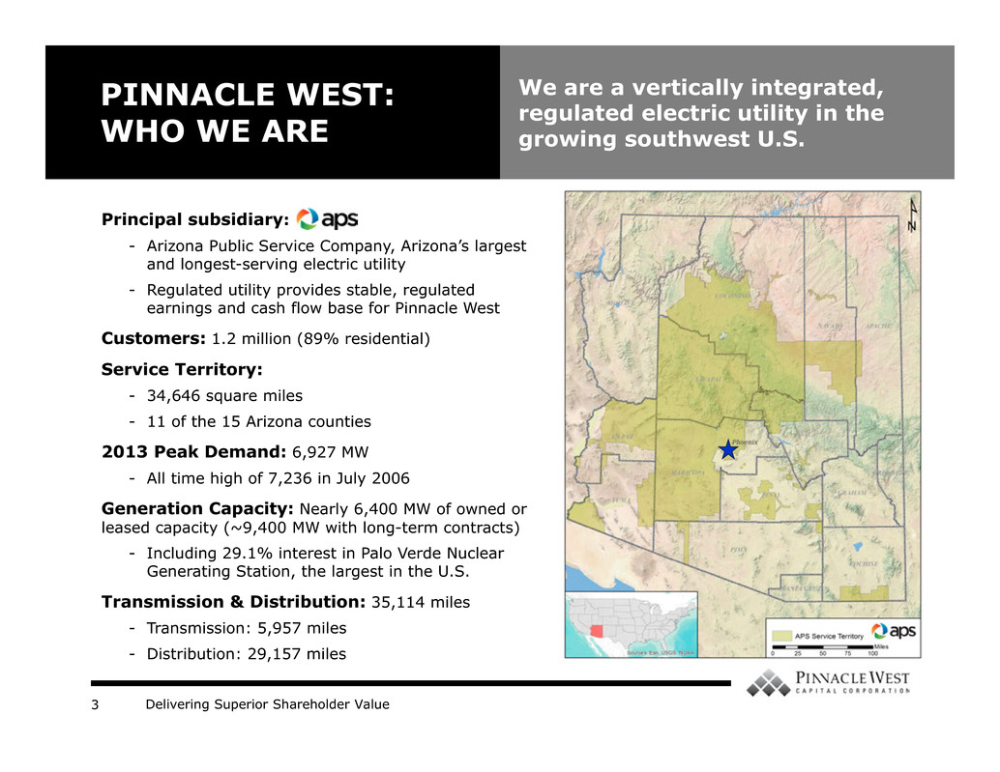 PINNACLE WEST:
WHO WE ARE
We are a vertically integrated,
regulated electric utility in the
growing southwest U.S.
Principal subsidiary: aps
- Arizona Public Service Company, Arizona’s largest
and longest-serving electric utility
- Regulated utility provides stable, regulated
earnings and cash flow base for Pinnacle West
Customers: 1.2 million (89% residential)
Service Territory:
- 34,646 square miles
- 11 of the 15 Arizona counties
2013 Peak Demand: 6,927 MW
- All time high of 7,236 in July 2006
Generation Capacity: Nearly 6,400 MW of owned or
leased capacity (~9,400 MW with long-term contracts)
- Including 29.1% interest in Palo Verde Nuclear
Generating Station, the largest in the U.S.
Transmission & Distribution: 35,114 miles
- Transmission: 5,957 miles
- Distribution: 29,157 miles
N
COCONINO
NAVAJO
APACHE
YAVAPAI
LA PAZ
Phoenix
MARICOPA
YUMA
PINAL
GRAHAM
PIMA
COCHISE
SANTA CRUZ
APS Service Territory
aps
Miles
0 25 50 75 100
PINNACLE WEST
CAPITAL CORPORATION
3
Delivering Superior Shareholder Value